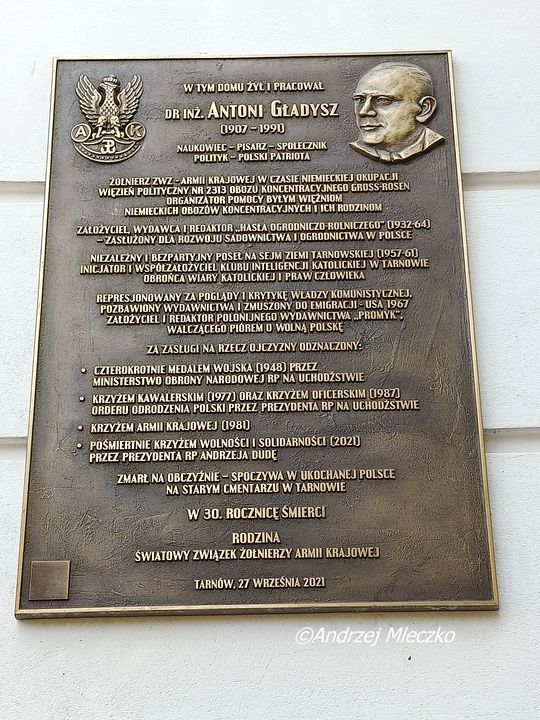 W TYM DOMU ŻYŁ I PRACOWAŁ
DR INŻ. ANTONI GŁADYSZ
(1907 – 1991)
NAUKOWIEC – PISARZ – SPOŁECZNIK
POLITYK – POLSKI PATRIOTA
A K
ŻOŁNIERZ ZWZ - ARMII KRAJOWEJ W CZASIE NIEMIECKIEJ OKUPACJI
WIĘZIEŃ POLITYCZNY NR 2313 OBOZU KONCENTRACYJNEGO GROSS-ROSEN
ORGANIZATOR POMOCY BYŁYM WIĘŹNIOM
NIEMIECKICH OBOZÓW KONCENTRACYJNYCH I ICH RODZINOM
ZAŁOŻYCIEL, WYDAWCA I REDAKTOR „HASŁA OGRODNICZO-ROLNICZEGO" (1932-64)
– ZASŁUŻONY DLA ROZWOJU SADOWNICTWA I OGRODNICTWA W POLSCE
NIEZALEŻNY I BEZPARTYJNY POSEŁ NA SEJM ZIEMI TARNOWSKIEJ (1957-61)
INICJATOR I WSPÓŁZAŁOŻYCIEL KLUBU INTELIGENCJI KATOLICKIEJ W TARNOWIE
OBROŃCA WIARY KATOLICKIEJ I PRAW CZŁOWIEKA
REPRESJONOWANY ZA POGLĄDY I KRYTYKĘ WŁADZY KOMUNISTYCZNEJ,
POZBAWIONY WYDAWNICTWA I ZMUSZONY DO EMIGRACJI – USA 1967
ZAŁOŻYCIEL I REDAKTOR POLONIJNEGO WYDAWNICTWA „PROMYK",
WALCZĄCEGO PIÓREM O WOLNĄ POLSKĘ
ZA ZASŁUGI NA RZECZ OJCZYZNY ODZNACZONY:
• CZTEROKROTNIE MEDALEM WOJSKA (1948) PRZEZ
MINISTERSTWO OBRONY NARODOWEJ RP NA UCHODŹSTWIE
• KRZYŻEM KAWALERSKIM (1977) ORAZ KRZYŻEM OFICERSKIM (1987)
ORDERU ODRODZENIA POLSKI PRZEZ PREZYDENTA RP NA UCHODŹSTWIE
• KRZYŻEM ARMII KRAJOWEJ (1981)
• POŚMIERTNIE KRZYŻEM WOLNOŚCI I SOLIDARNOŚCI (2021)
PRZEZ PREZYDENTA RP ANDRZEJA DUDĘ
ZMARŁ NA OBCZYŹNIE – SPOCZYWA W UKOCHANEJ POLSCE
NA STARYM CMENTARZU W TARNOWIE
W 30. ROCZNICĘ ŚMIERCI
RODZINA
ŚWIATOWY ZWIĄZEK ŻOŁNIERZY ARMII KRAJOWEJ
TARNÓW, 27 WRZEŚNIA 2021
©Andrzej Mleczko